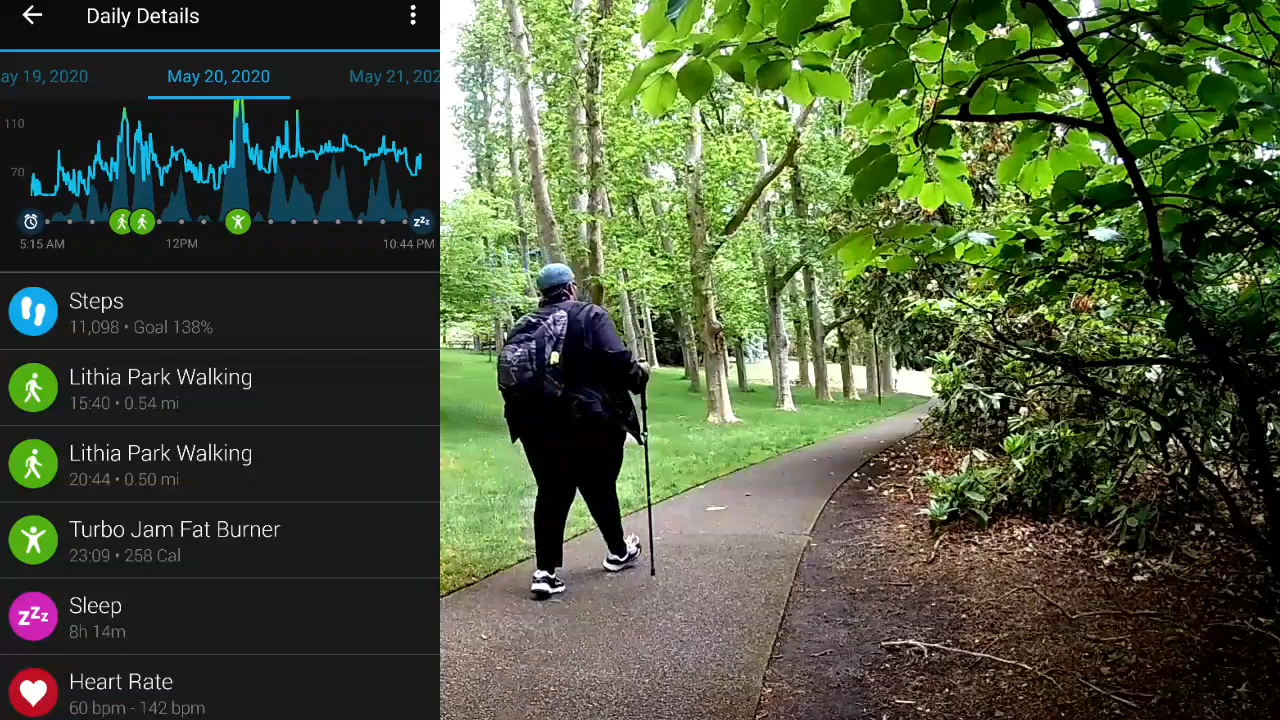 Daily Details
ay 19, 2020 May 20, 2020 May 21, 202
110
70
zzz
5:15 AM 12PM 10:44 PM
Steps
11,098 • Goal 138%
Lithia Park Walking
15:40 • 0.54 mi
Lithia Park Walking
20:44 • 0.50 mi
Turbo Jam Fat Burner
23:09 • 258 Cal
zzz
Sleep
8h 14m
Heart Rate
60 bpm - 142 bpm